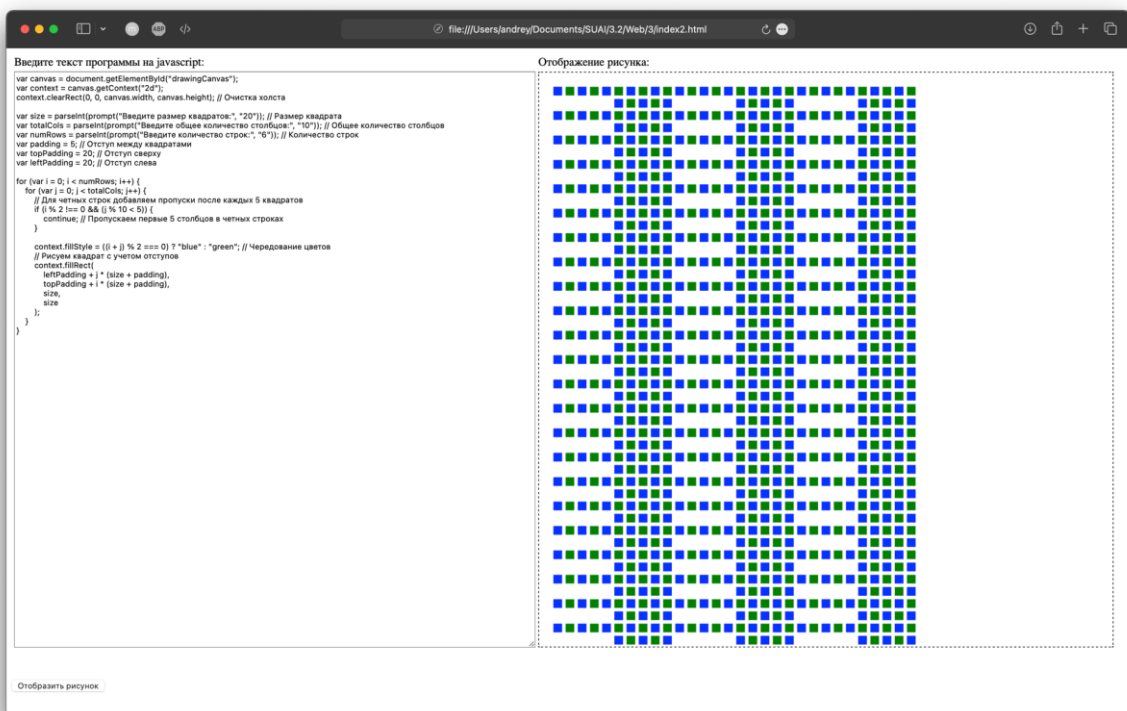 ABP
file:///Users/andrey/Documents/SUAI/3.2/Web/3/index2.html
Введите текст программы на javascript:
Отображение рисунка:
var canvas = document.getElementById("drawingCanvas");
var context = canvas.getContext("2d");
context.clearRect(0, 0, canvas.width, canvas.height); // Очистка холста
var size = parseInt(prompt("Введите размер квадратов:", "20")); // Размер квадрата
var totalCols = parseInt(prompt("Введите общее количество столбцов:", "10")); // Общее количество столбцов
var numRows = parseInt(prompt("Введите количество строк:", "6")); // Количество строк
var padding = 5; // Отступ между квадратами
var topPadding = 20; // Отступ сверху
var leftPadding = 20; // Отступ слева
for (var i = 0; i < numRows; i++) {
for (var j = 0; j < totalCols; j++) {
// Для четных строк добавляем пропуски после каждых 5 квадратов
if (i % 2 !== 0 && (j % 10 < 5)) {
continue; // Пропускаем первые 5 столбцов в четных строках
}
context.fillStyle = ((i + j) % 2 === 0) ? "blue" : "green"; // Чередование цветов
// Рисуем квадрат с учетом отступов
context.fillRect(
leftPadding + j * (size + padding),
topPadding + i * (size + padding),
size,
size
);
}
}
Отобразить рисунок